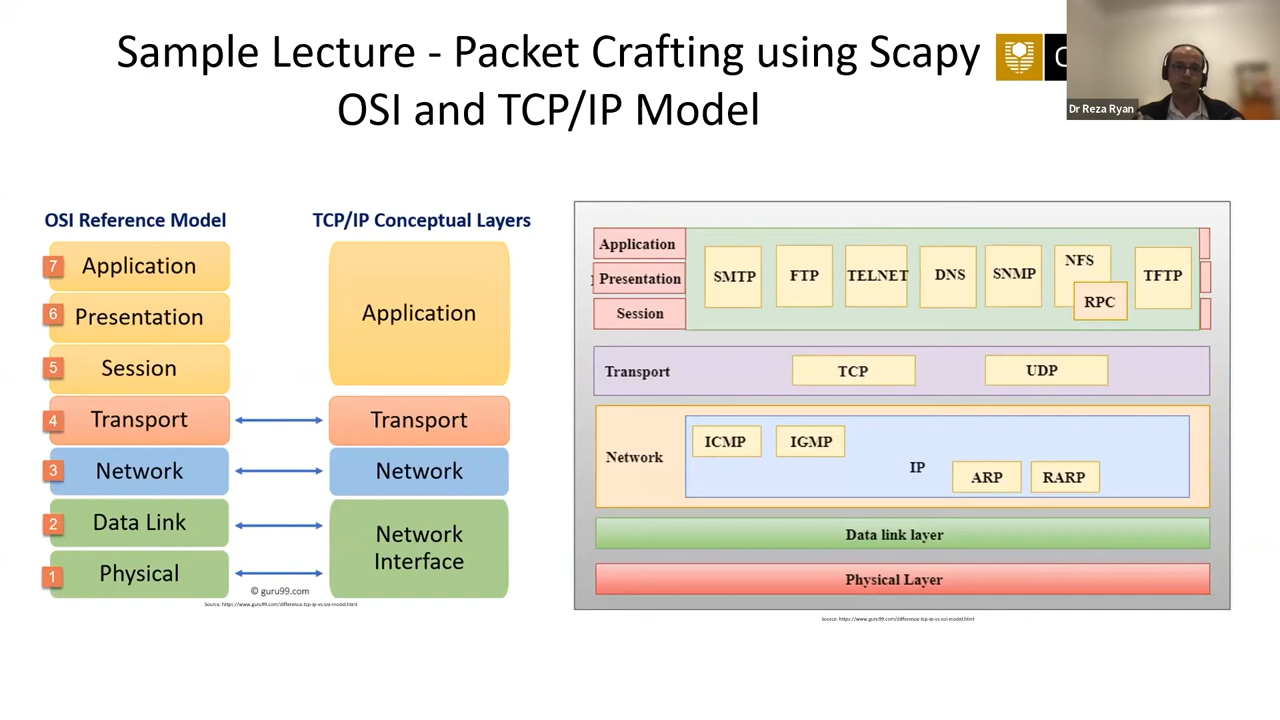 Sample Lecture - Packet Crafting using Scapy
OSI and TCP/IP Model
Dr Reza Ryan
OSI Reference Model
7 Application
6 Presentation
5 Session
4 Transport
3 Network
2 Data Link
1 Physical
TCP/IP Conceptual Layers
Application
Transport
Network
Network
Interface
© guru99.com
Source: https://www.guru99.com/difference-tcp-ip-vs-osi-model.html
Application
Presentation
Session
SMTP
FTP
TELNET
DNS
SNMP
NFS
RPC
TFTP
Transport
TCP
UDP
Network
ICMP
IGMP
IP
ARP
RARP
Data link layer
Physical Layer
Source: https://www.guru99.com/difference-tcp-ip-vs-osi-model.html